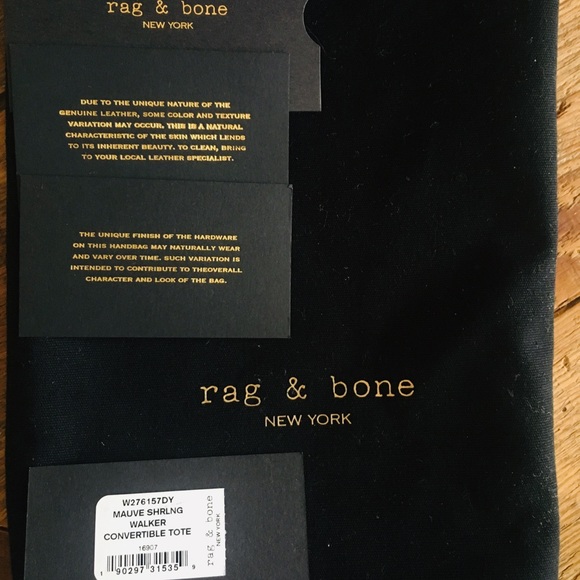 rag & bone
NEW YORK
DUE TO THE UNIQUE NATURE OF THE
GENUINE LEATHER, SOME COLOR AND TEXTURE
VARIATION MAY OCCUR. THIS IS A NATURAL
CHARACTERISTIC OF THE SKIN WHICH LENDS
TO ITS INHERENT BEAUTY. TO CLEAN, BRING
TO YOUR LOCAL LEATHER SPECIALIST.
THE UNIQUE FINISH OF THE HARDWARE
ON THIS HANDBAG MAY NATURALLY WEAR
AND VARY OVER TIME. SUCH VARIATION IS
INTENDED TO CONTRIBUTE TO THEOVERALL
CHARACTER AND LOOK OF THE BAG.
rag & bone
NEW YORK
W276157DY
MAUVE SHRLNG
WALKER
CONVERTIBLE TOTE
16907
1 90297 31535 9
rag & bone
NEW YORK